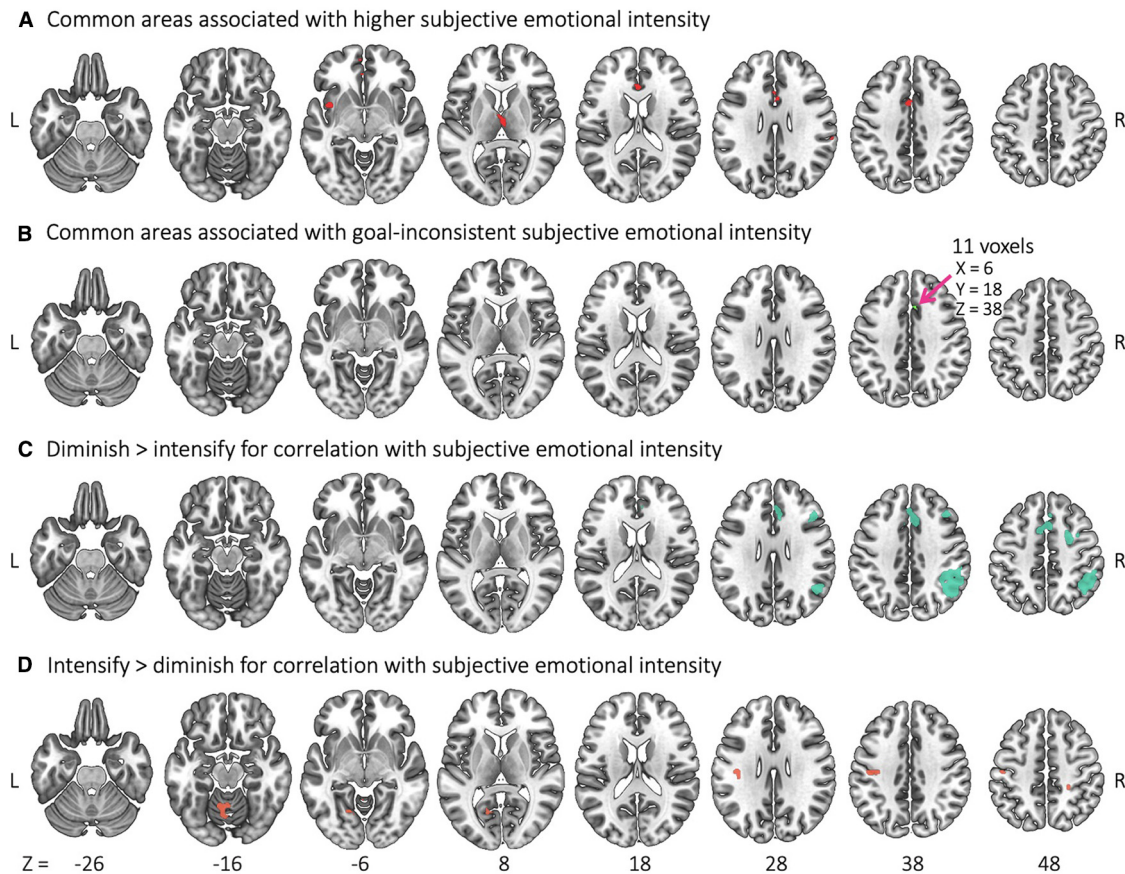 A Common areas associated with higher subjective emotional intensity
L R
B Common areas associated with goal-inconsistent subjective emotional intensity
11 voxels
X = 6
Y = 18
Z = 38
L R
C Diminish > intensify for correlation with subjective emotional intensity
L R
D Intensify > diminish for correlation with subjective emotional intensity
L R
Z = -26 -16 -6 8 18 28 38 48